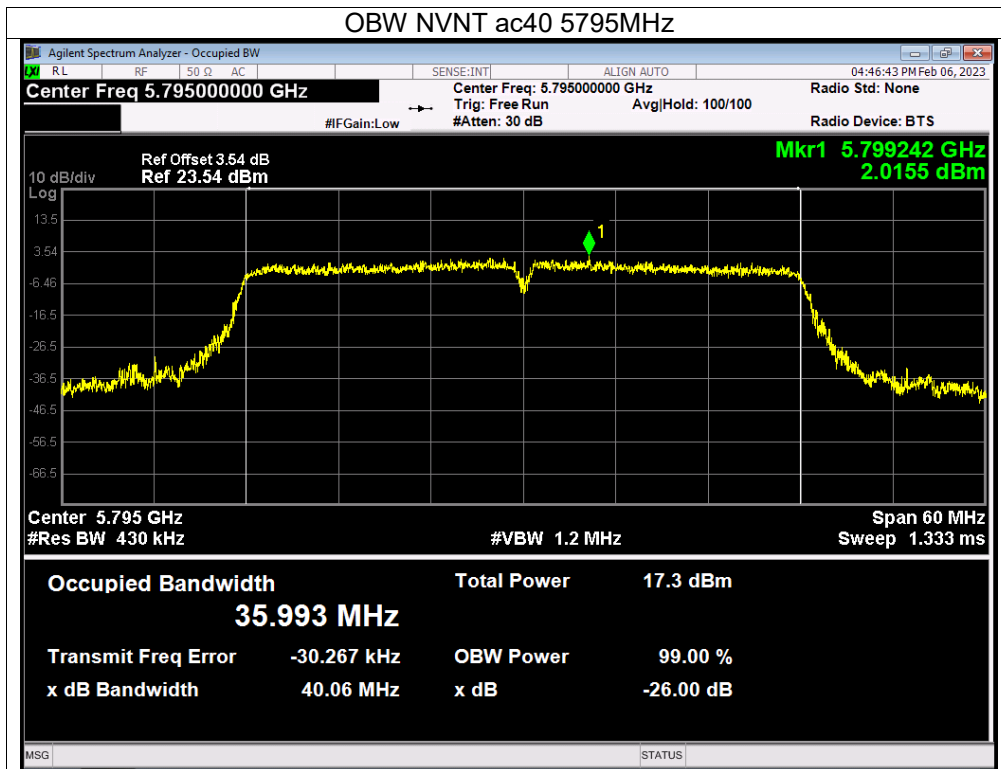 OBW NVNT ac40 5795MHz
Agilent Spectrum Analyzer - Occupied BW
LXI RL RF 50 Ω AC SENSE:INT ALIGN AUTO 04:46:43 PM Feb 06, 2023
Center Freq 5.795000000 GHz
Center Freq: 5.795000000 GHz Radio Std: None
Trig: Free Run Avg|Hold: 100/100
#IFGain:Low #Atten: 30 dB Radio Device: BTS
Mkr1 5.799242 GHz
2.0155 dBm
Ref Offset 3.54 dB
10 dB/div Ref 23.54 dBm
Log
13.5
1
3.54
-6.46
-16.5
-26.5
-36.5
-46.5
-56.5
-66.5
Center 5.795 GHz Span 60 MHz
#Res BW 430 kHz #VBW 1.2 MHz Sweep 1.333 ms
Occupied Bandwidth Total Power 17.3 dBm
35.993 MHz
Transmit Freq Error -30.267 kHz OBW Power 99.00 %
x dB Bandwidth 40.06 MHz x dB -26.00 dB
MSG STATUS